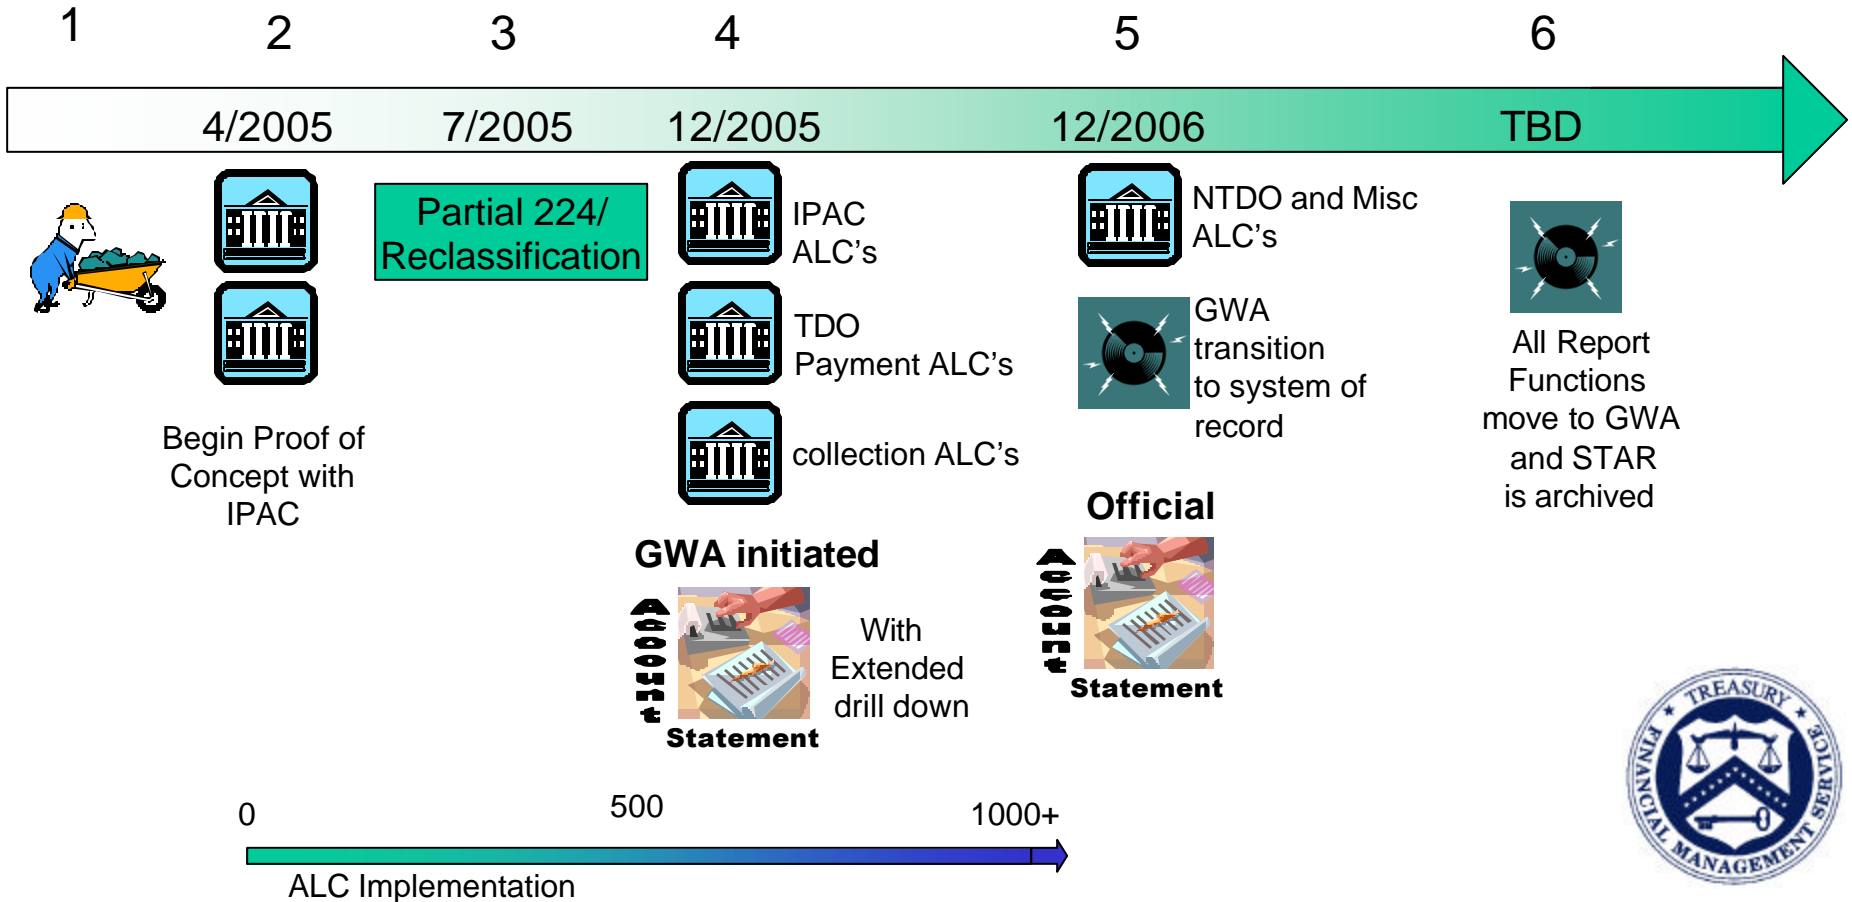 1
2
3
4
5
6
4/2005
7/2005
12/2005
12/2006
TBD
Begin Proof of
Concept with
IPAC
Partial 224/
Reclassification
IPAC
ALC's
TDO
Payment ALC's
collection ALC's
GWA initiated
Account
Statement
With
Extended
drill down
NTDO and Misc
ALC's
GWA
transition
to system of
record
Official
Account
Statement
All Report
Functions
move to GWA
and STAR
is archived
0
500
1000+
ALC Implementation
TREASURY
FINANCIAL MANAGEMENT SERVICE